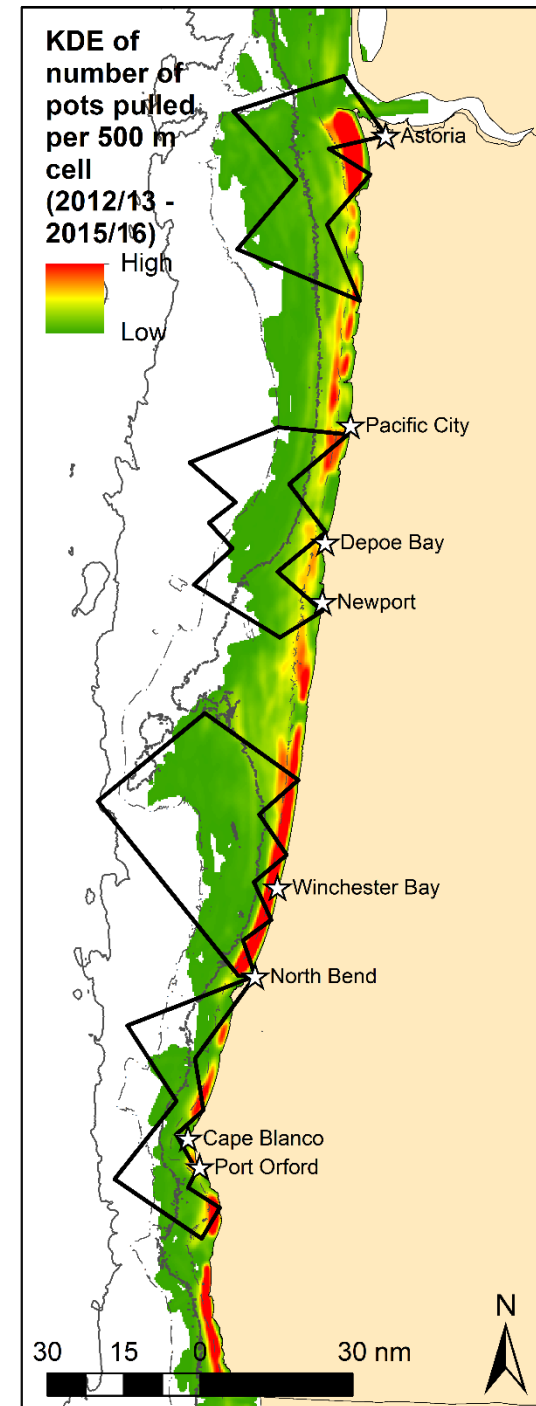 KDE of
number of
pots pulled
per 500 m
cell
(2012/13 -
2015/16)
High
Low
Astoria
Pacific City
Depoe Bay
Newport
Winchester Bay
North Bend
Cape Blanco
Port Orford
N
30 15 0 30 nm